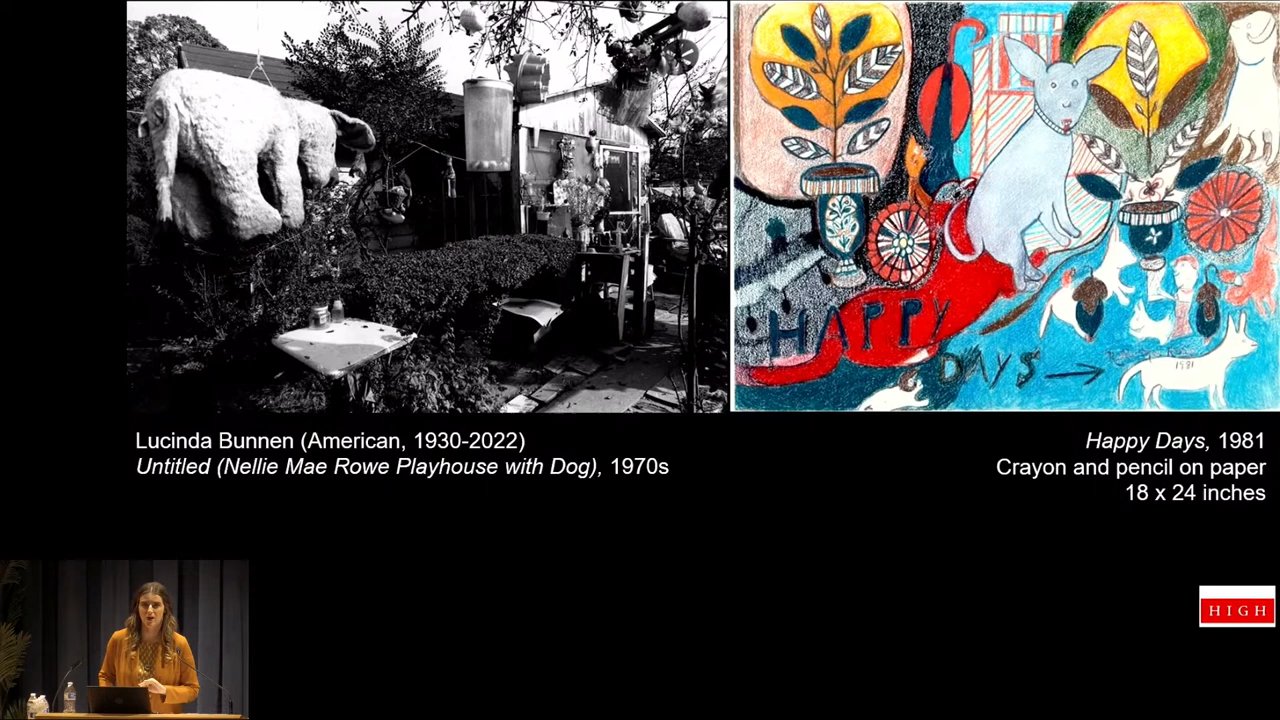 HAPPY
DAYS
1981
Lucinda Bunnen (American, 1930-2022)
Untitled (Nellie Mae Rowe Playhouse with Dog), 1970s
Happy Days, 1981
Crayon and pencil on paper
18 x 24 inches
HIGH